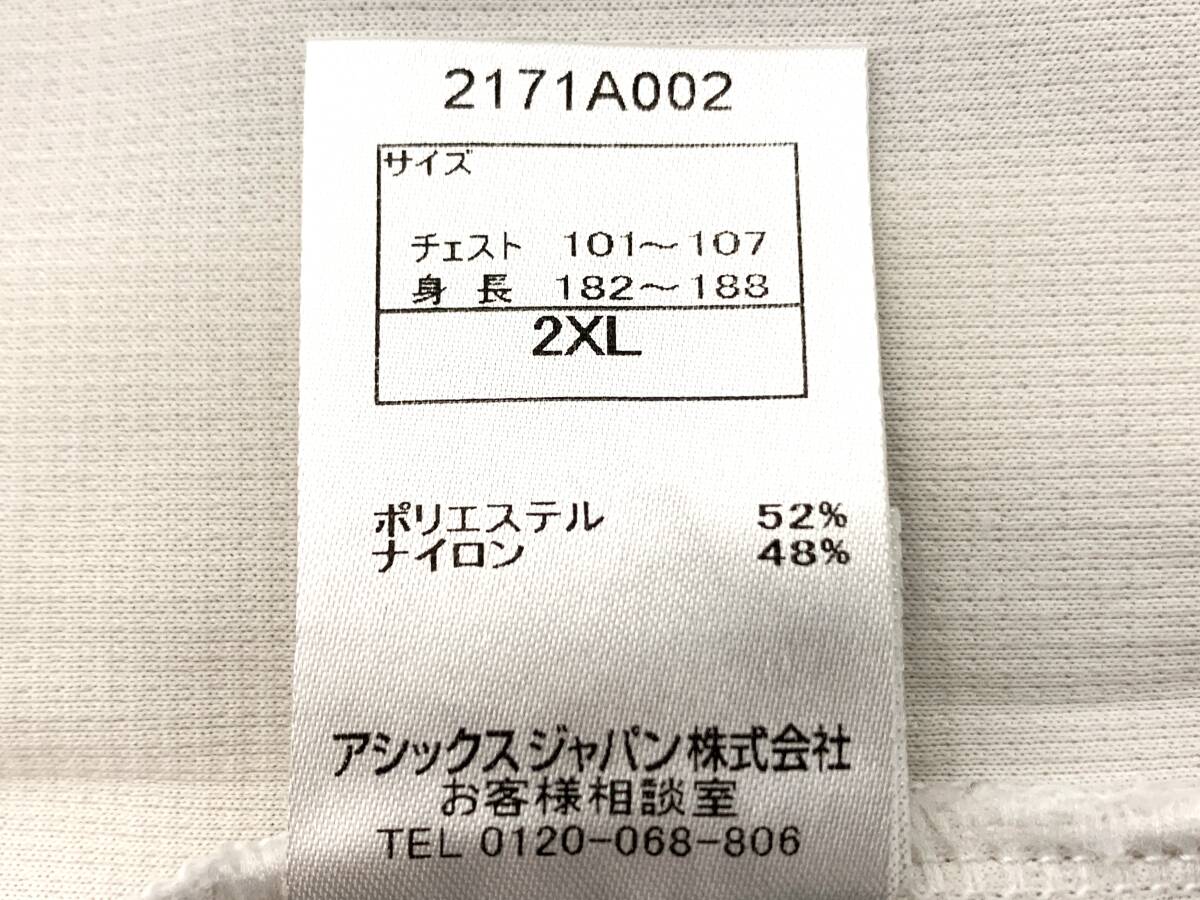 2171A002
サイズ
チェスト 101～107
身長 182～188
2XL
ポリエステル 52%
ナイロン 48%
アシックスジャパン株式会社
お客様相談室
TEL 0120-068-806